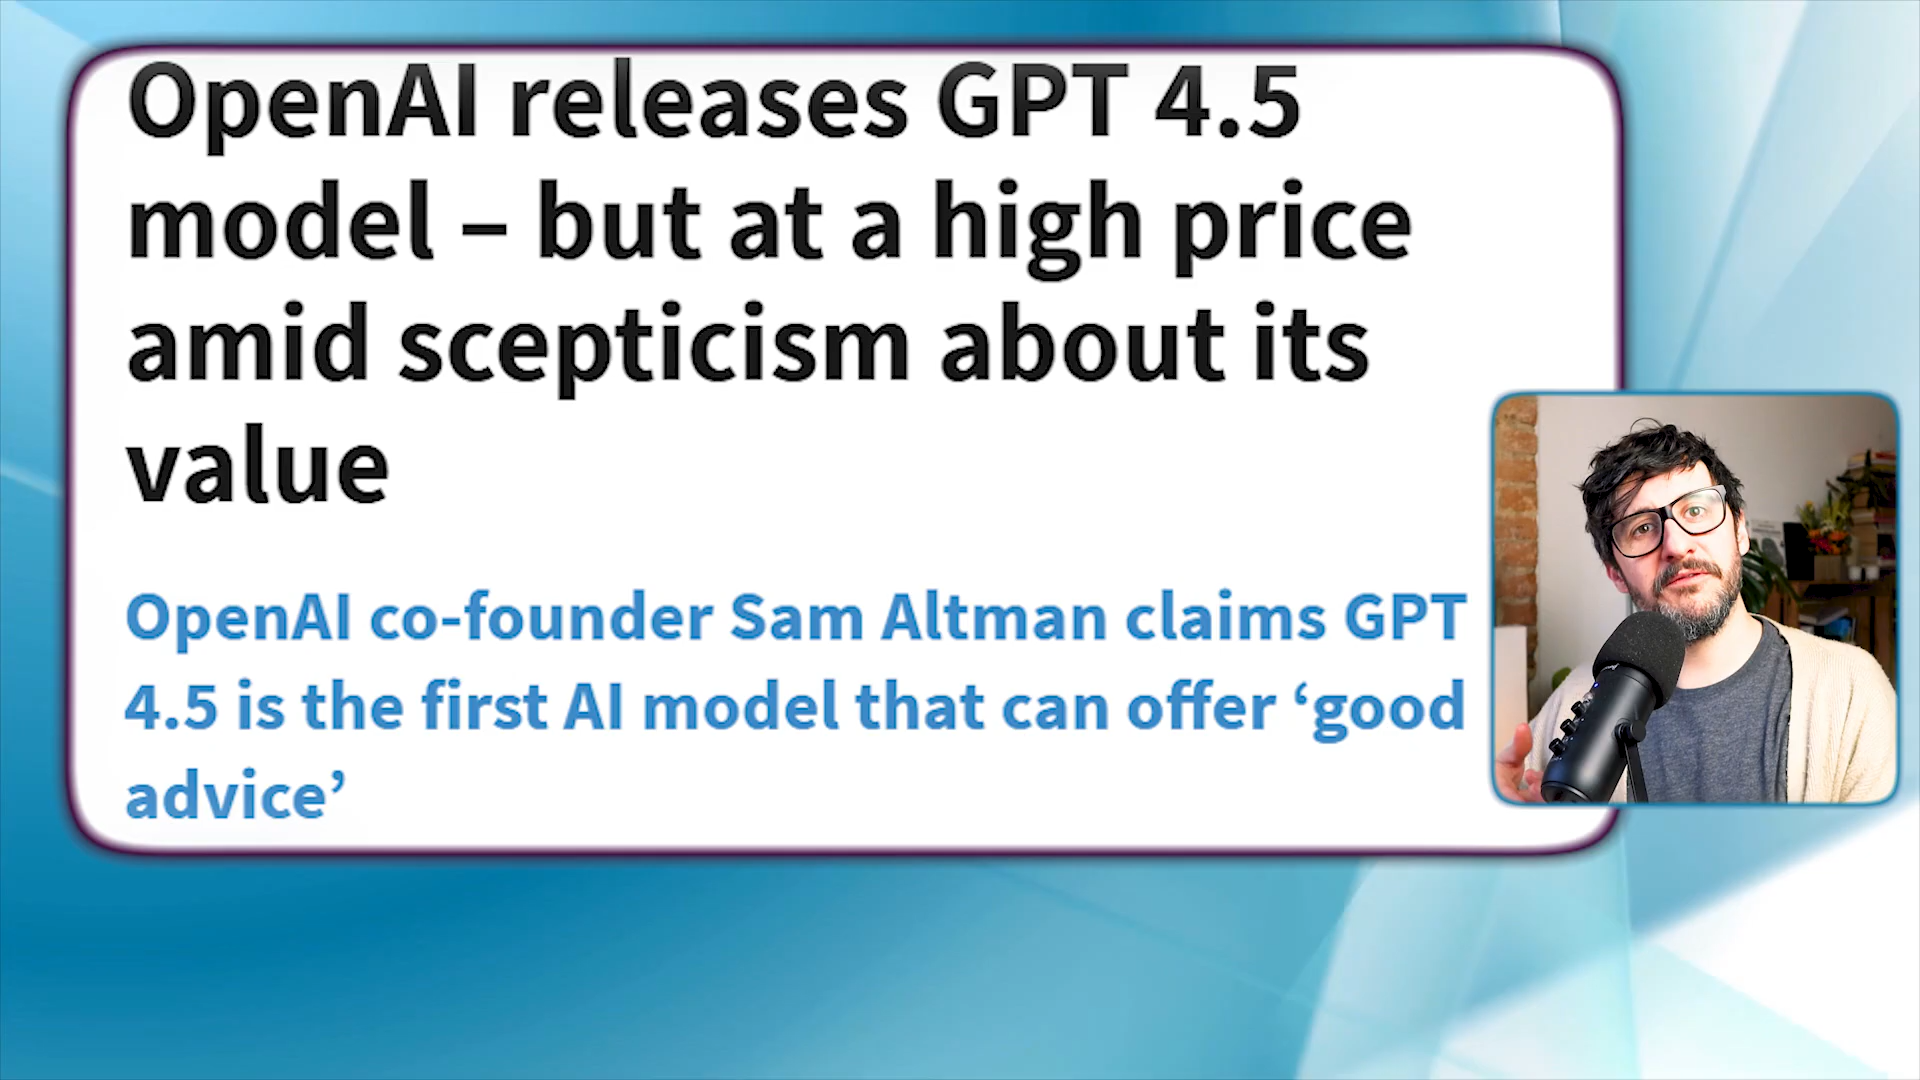 OpenAI releases GPT 4.5
model – but at a high price
amid scepticism about its
value
OpenAI co-founder Sam Altman claims GPT
4.5 is the first AI model that can offer ‘good
advice’